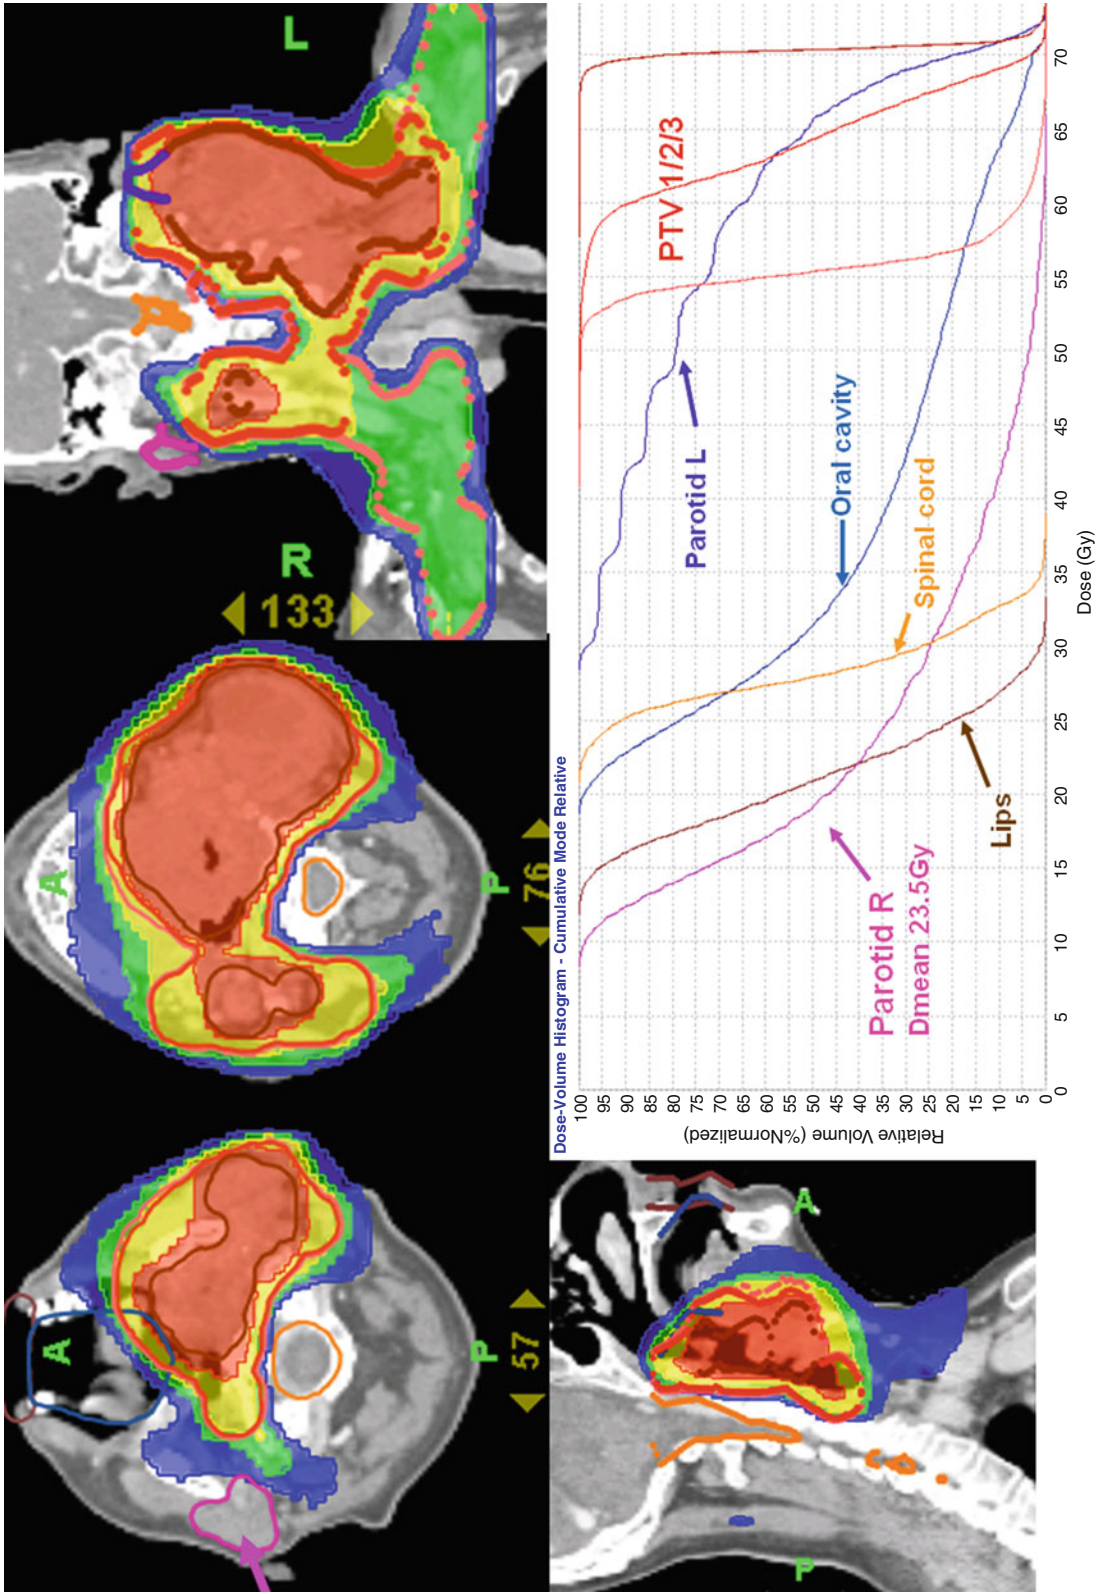 L
R
133
A
P
76
A
P
57
A
P
Dose-Volume Histogram - Cumulative Mode Relative
Relative Volume (%Normalized)
100
95
90
85
80
75
70
65
60
55
50
45
40
35
30
25
20
15
10
5
0
PTV 1/2/3
Parotid L
Oral cavity
Spinal cord
Parotid R
Dmean 23.5Gy
Lips
0
5
10
15
20
25
30
35
40
45
50
55
60
65
70
Dose (Gy)